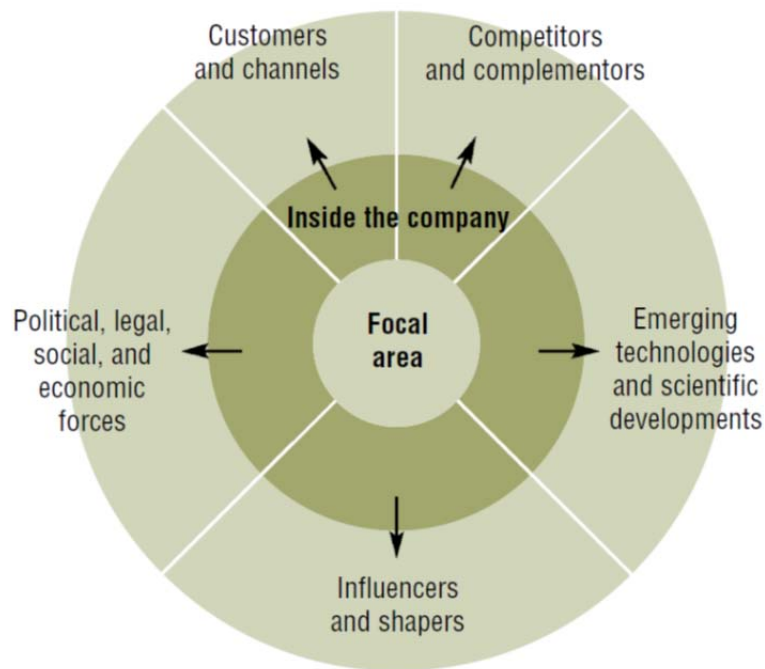 Customers
and channels
Competitors
and complementors
Inside the company
Focal
area
Political, legal,
social, and
economic
forces
Emerging
technologies
and scientific
developments
Influencers
and shapers